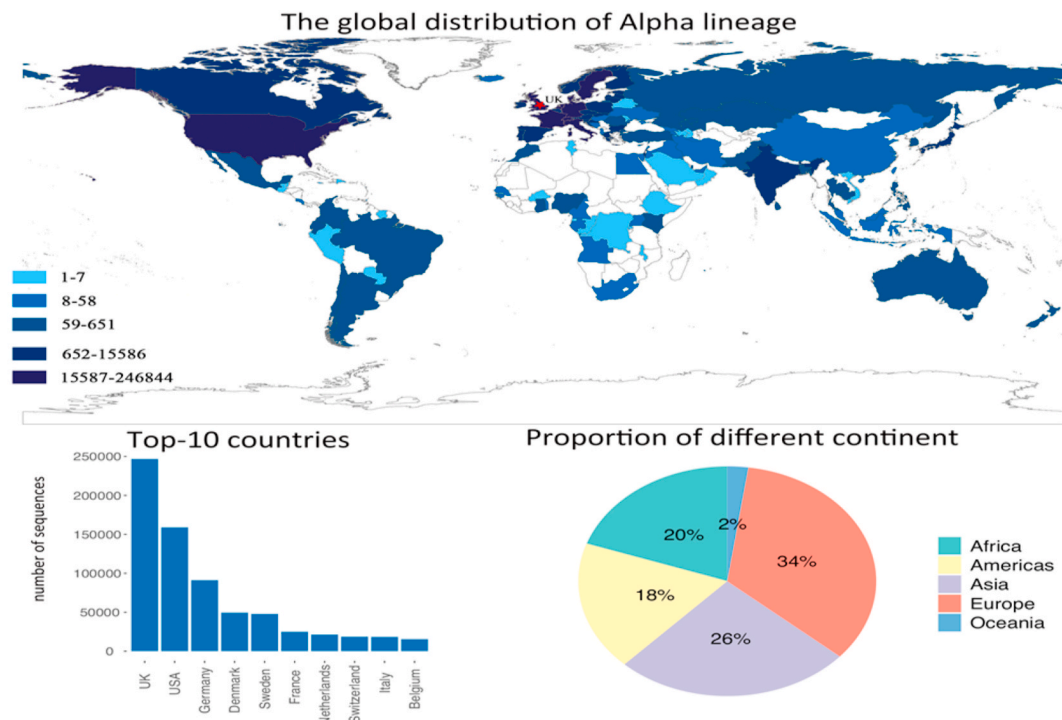 The global distribution of Alpha lineage
UK
1-7
8-58
59-651
652-15586
15587-246844
Top-10 countries
number of sequences
250000
200000
150000
100000
50000
0
UK
USA
Germany
Denmark
Sweden
France
Netherlands
Switzerland
Italy
Belgium
Proportion of different continent
2%
20%
34%
18%
26%
Africa
Americas
Asia
Europe
Oceania